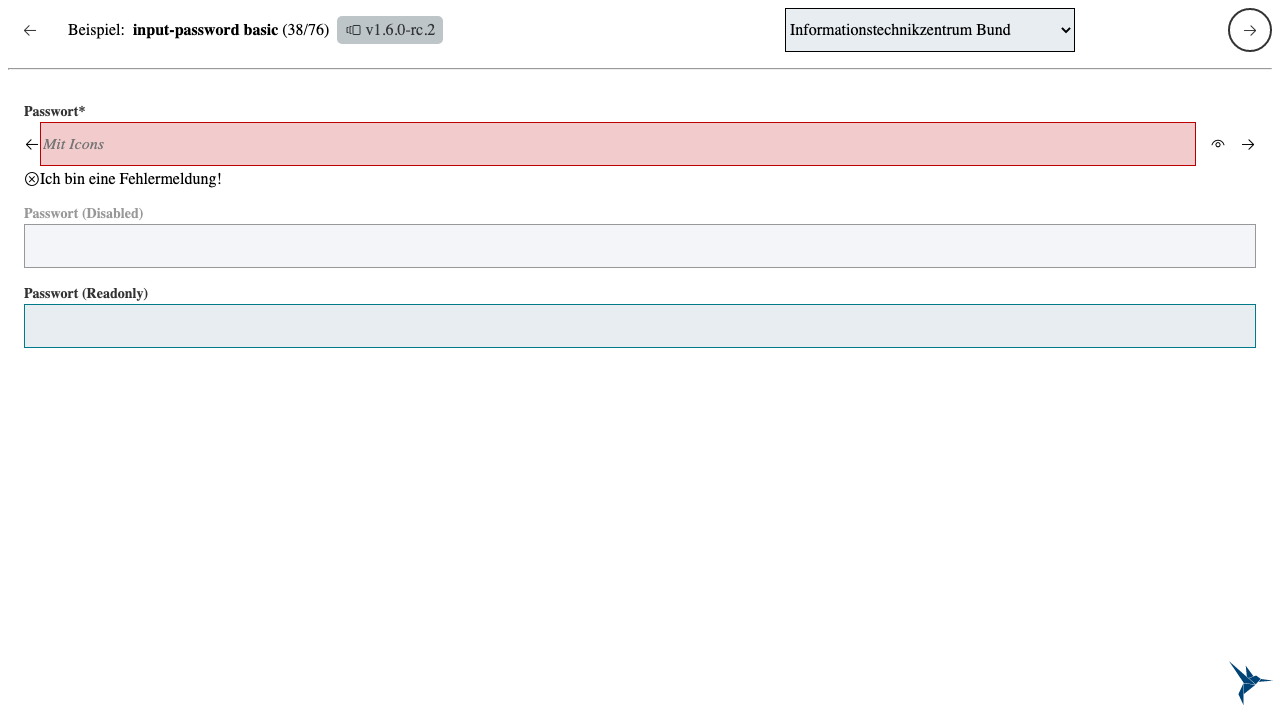 Beispiel: input-password basic (38/76) v1.6.0-rc.2 Informationstechnikzentrum Bund
Passwort*
Mit Icons
Ich bin eine Fehlermeldung!
Passwort (Disabled)
Passwort (Readonly)